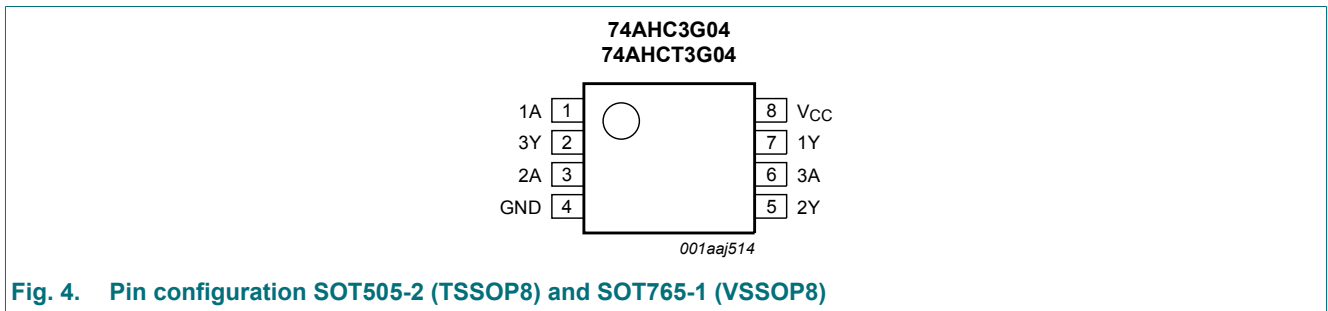 74AHC3G04
74AHCT3G04
1A 1 8 VCC
3Y 2 7 1Y
2A 3 6 3A
GND 4 5 2Y
001aaj514
Fig. 4. Pin configuration SOT505-2 (TSSOP8) and SOT765-1 (VSSOP8)